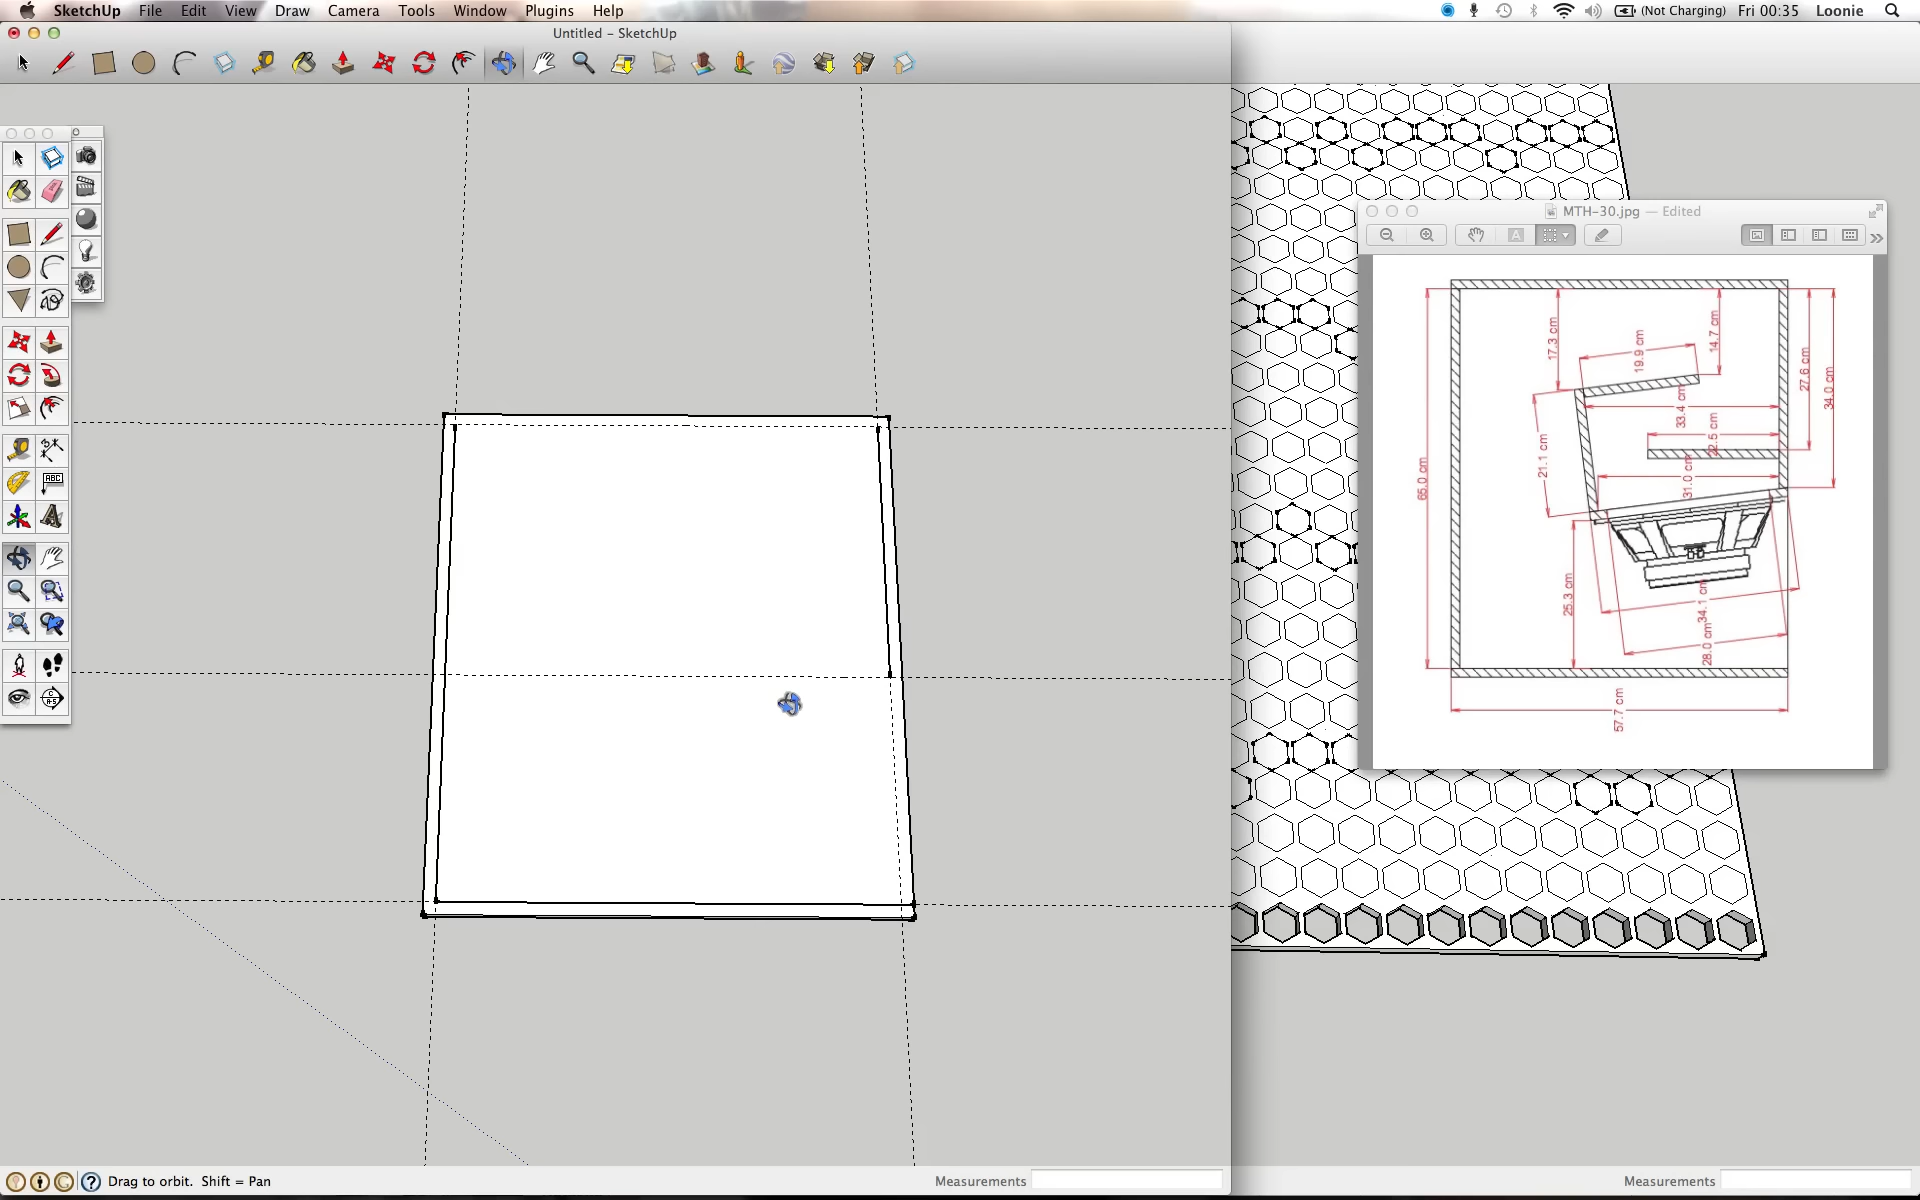 SketchUp File Edit View Draw Camera Tools Window Plugins Help
(Not Charging) Fri 00:35 Loonie
Untitled - SketchUp
ABC
A
MTH-30.jpg — Edited
A
17.3 cm
19.9 cm
14.7 cm
27.6 cm
34.0 cm
33.4 cm
22.5 cm
21.1 cm
31.0 cm
65.0 cm
25.3 cm
34.1 cm
28.0 cm
57.7 cm
Drag to orbit. Shift = Pan
Measurements
Measurements